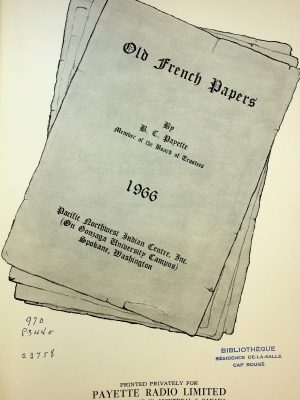 Old French Papers
By
B. C. Payette
Member of the Board of Trustees
1966
Pacific Northwest Indian Centre, Inc.
(On Gonzaga University Campus)
Spokane, Washington
970
23758
BIBLIOTHÈQUE
RÉSIDENCE DE-LA-SALLE
CAP ROUGE
PRINTED PRIVATELY FOR
PAYETTE RADIO LIMITED